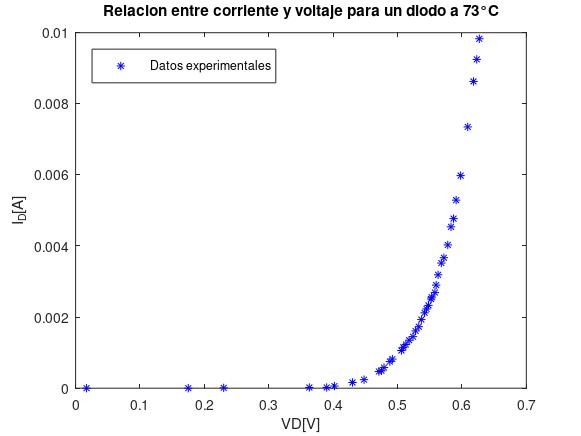 Relacion entre corriente y voltaje para un diodo a 73°C
Datos experimentales
I_D[A]
0.01
0.008
0.006
0.004
0.002
0
0 0.1 0.2 0.3 0.4 0.5 0.6 0.7
VD[V]